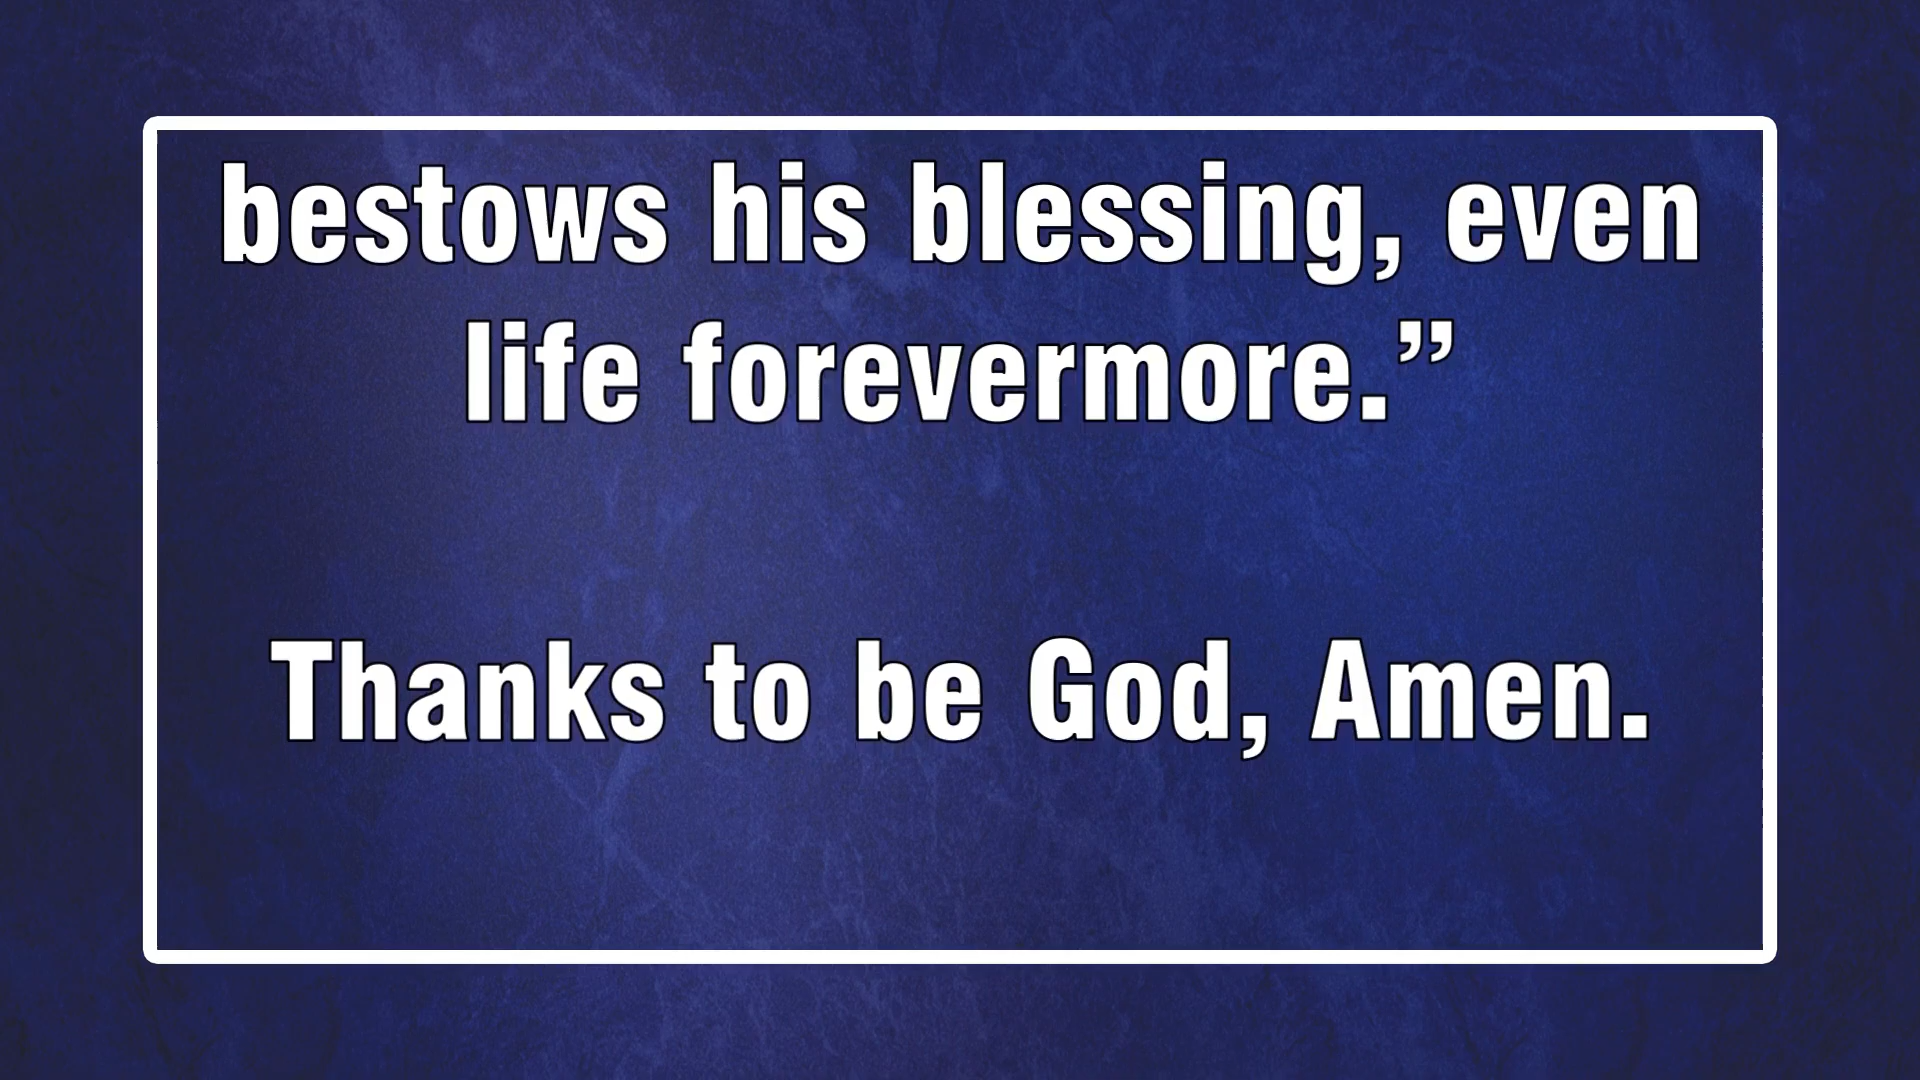 bestows his blessing, even
life forevermore.”
Thanks to be God, Amen.